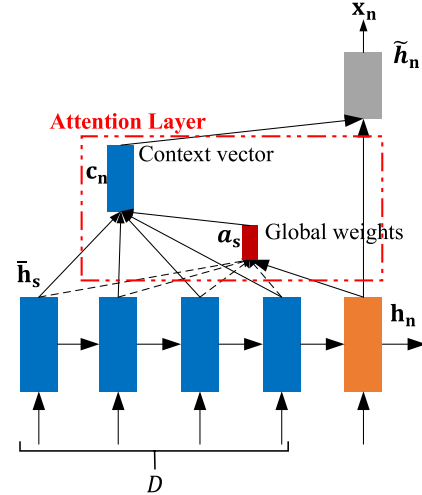 xₙ
h̃ₙ
Attention Layer
Context vector
cₙ
aₛ
Global weights
h̄ₛ
hₙ
D